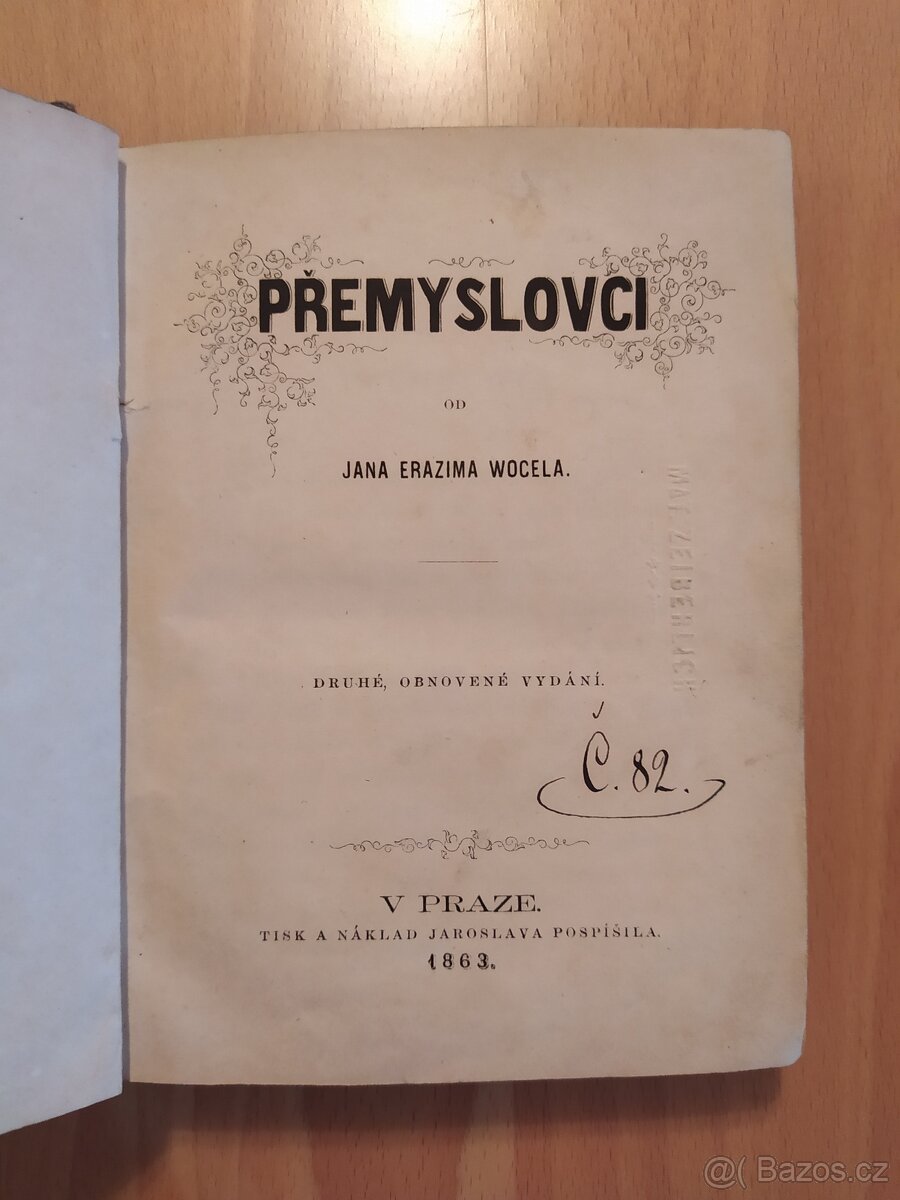 PŘEMYSLOVCI
OD
JANA ERAZIMA WOCELA.
DRUHÉ, OBNOVENÉ VYDÁNÍ.
Č. 82.
V PRAZE.
TISK A NÁKLAD JAROSLAVA POSPÍŠILA.
1863.
@( Bazos.cz